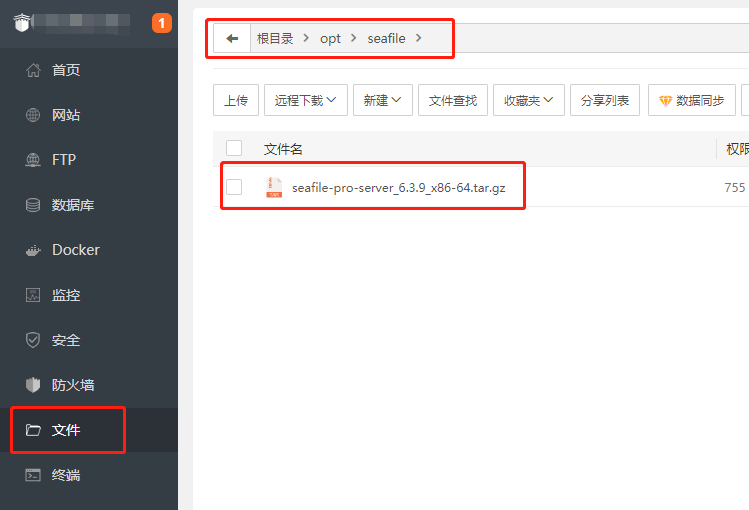 1
根目录 opt seafile
首页
网站
FTP
数据库
Docker
监控
安全
防火墙
文件
终端
上传 远程下载 新建 文件查找 收藏夹 分享列表 数据同步
文件名 权限
seafile-pro-server_6.3.9_x86-64.tar.gz 755